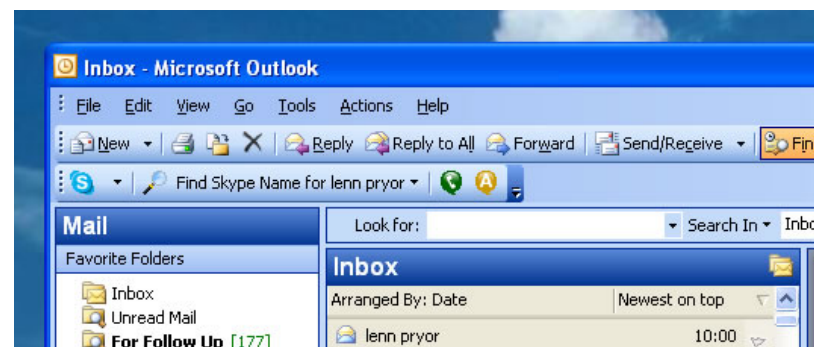 Inbox - Microsoft Outlook
File Edit View Go Tools Actions Help
New Reply Reply to All Forward Send/Receive Fin
Find Skype Name for lenn pryor
Mail Look for: Search In Inbo
Favorite Folders Inbox
Inbox Arranged By: Date Newest on top
Unread Mail
For Follow Up [177] lenn pryor 10:00